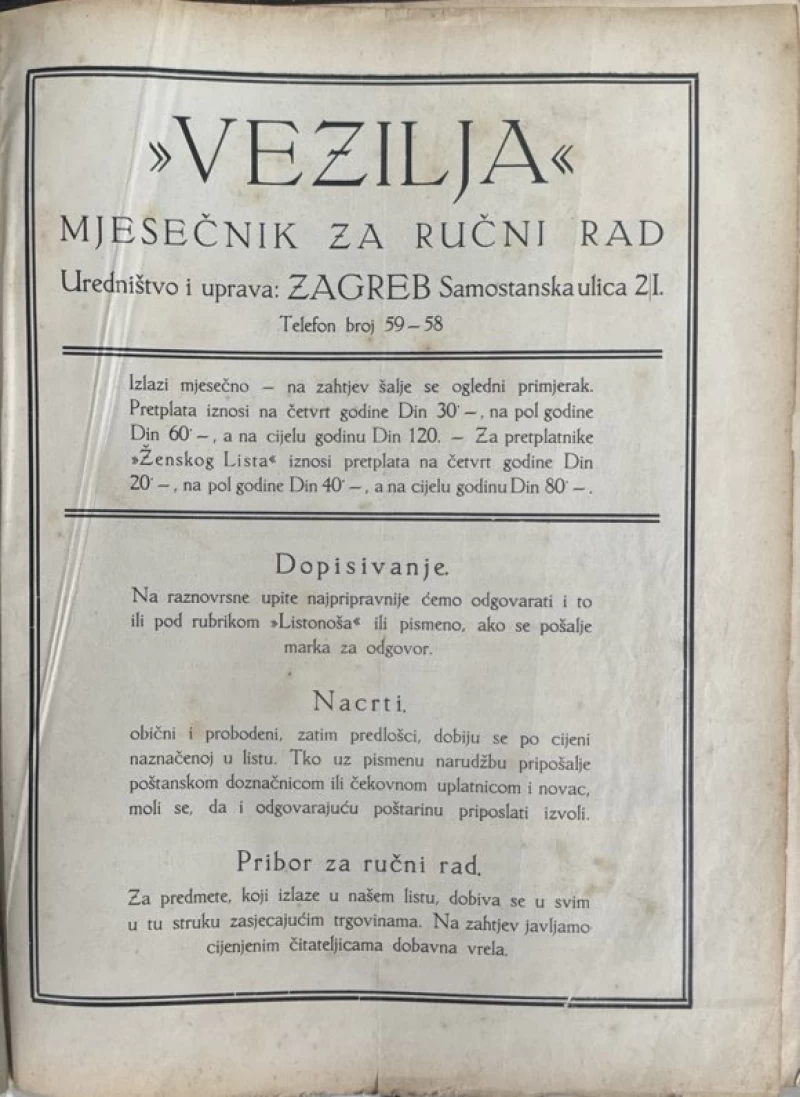 »VEZILJA«
MJESEČNIK ZA RUČNI RAD
Uredništvo i uprava: ZAGREB Samostanska ulica 2|I.
Telefon broj 59–58
Izlazi mjesečno – na zahtjev šalje se ogledni primjerak.
Pretplata iznosi na četvrt godine Din 30·–, na pol godine
Din 60·–, a na cijelu godinu Din 120. – Za pretplatnike
»Ženskog Lista« iznosi pretplata na četvrt godine Din
20·–, na pol godine Din 40·–, a na cijelu godinu Din 80·–.
Dopisivanje.
Na raznovrsne upite najpripravnije ćemo odgovarati i to
ili pod rubrikom »Listonoša« ili pismeno, ako se pošalje
marka za odgovor.
Nacrti.
obični i probodeni, zatim predlošci, dobiju se po cijeni
naznačenoj u listu. Tko uz pismenu narudžbu pripošalje
poštanskom doznačnicom ili čekovnom uplatnicom i novac,
moli se, da i odgovarajuću poštarinu priposlati izvoli.
Pribor za ručni rad.
Za predmete, koji izlaze u našem listu, dobiva se u svim
u tu struku zasjecajućim trgovinama. Na zahtjev javljamo
cijenjenim čitateljicama dobavna vrela.